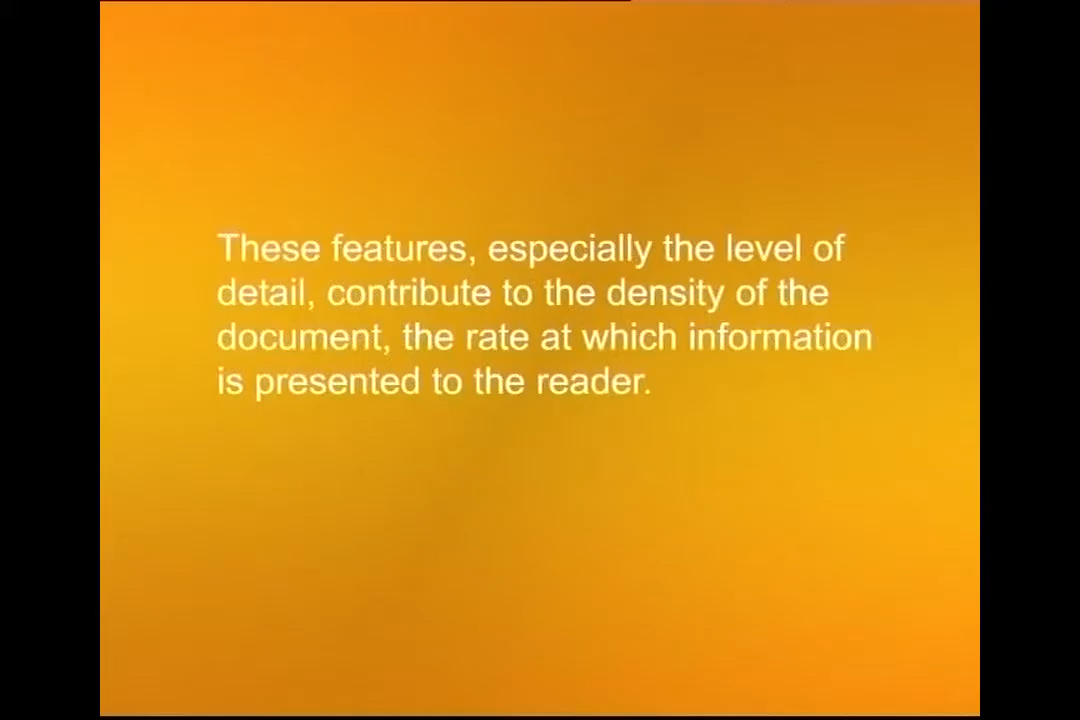 These features, especially the level of
detail, contribute to the density of the
document, the rate at which information
is presented to the reader.